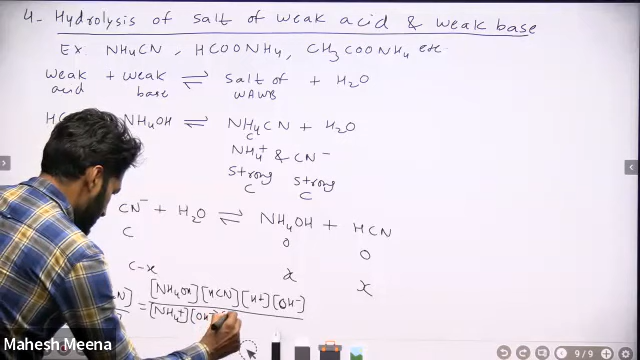 4. Hydrolysis of salt of weak acid & weak base
Ex. NH4CN , HCOONH4, CH3COONH4 etc.
weak acid + weak base ⇌ salt of WAWB + H2O
NH4OH ⇌ NH4CN + H2O
C
NH4+ & CN-
strong C strong C
CN- + H2O ⇌ NH4OH + HCN
C 0 0
C-x x x
= [NH4OH][HCN][H+][OH-]
[NH4+][OH-]
Mahesh Meena
9/9